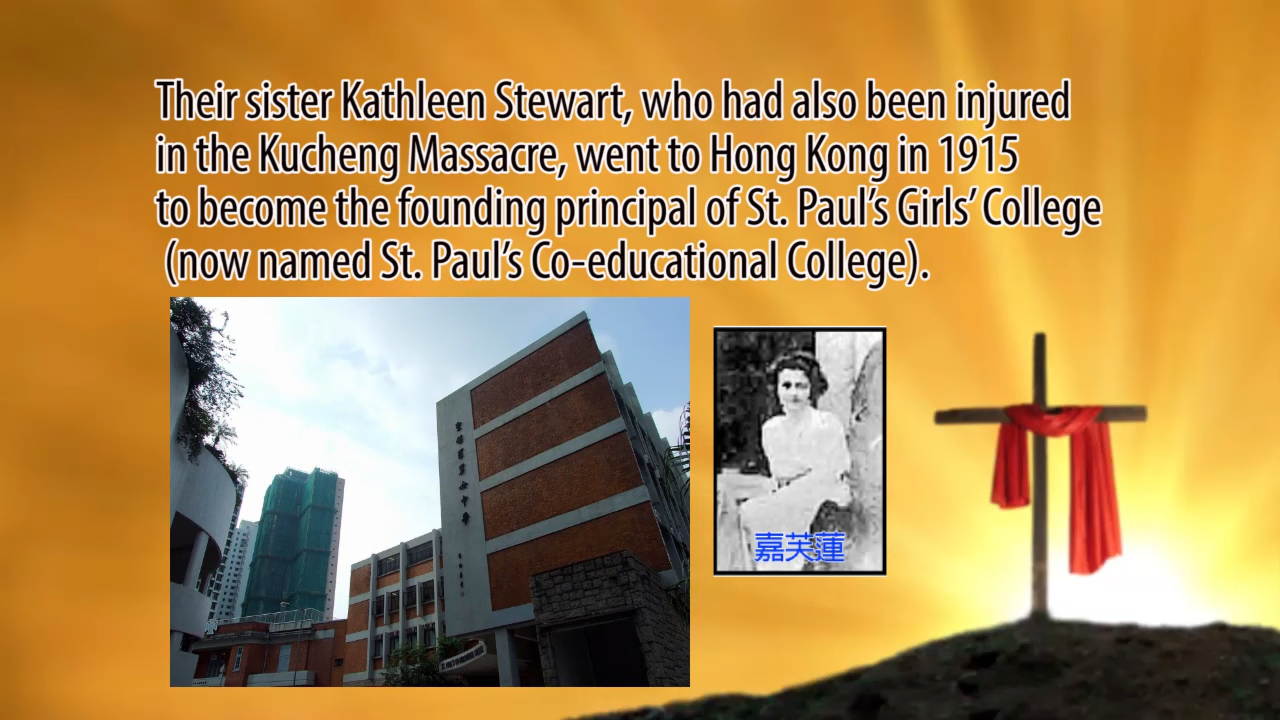 Their sister Kathleen Stewart, who had also been injured
in the Kucheng Massacre, went to Hong Kong in 1915
to become the founding principal of St. Paul’s Girls’ College
(now named St. Paul’s Co-educational College).
嘉芙蓮